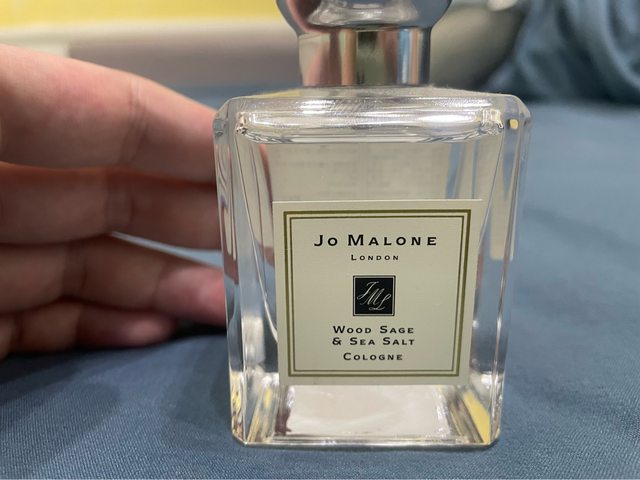 Jo Malone
London
JML
Wood Sage
& Sea Salt
Cologne